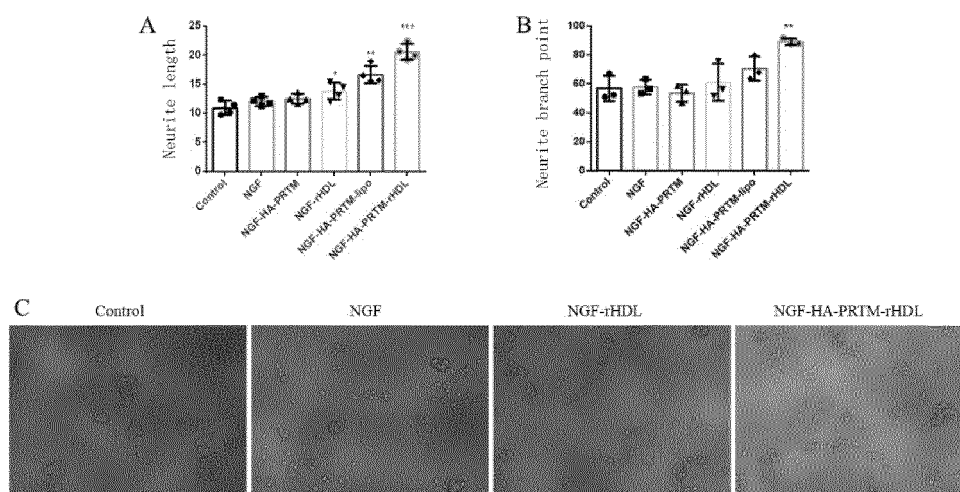 A
Neurite length
25
20
15
10
5
0
*
**
***
Control
NGF
NGF-HA-PRTM
NGF-rHDL
NGF-HA-PRTM-lipo
NGF-HA-PRTM-rHDL
B
Neurite branch point
100
80
60
40
20
0
**
Control
NGF
NGF-HA-PRTM
NGF-rHDL
NGF-HA-PRTM-lipo
NGF-HA-PRTM-rHDL
C
Control
NGF
NGF-rHDL
NGF-HA-PRTM-rHDL